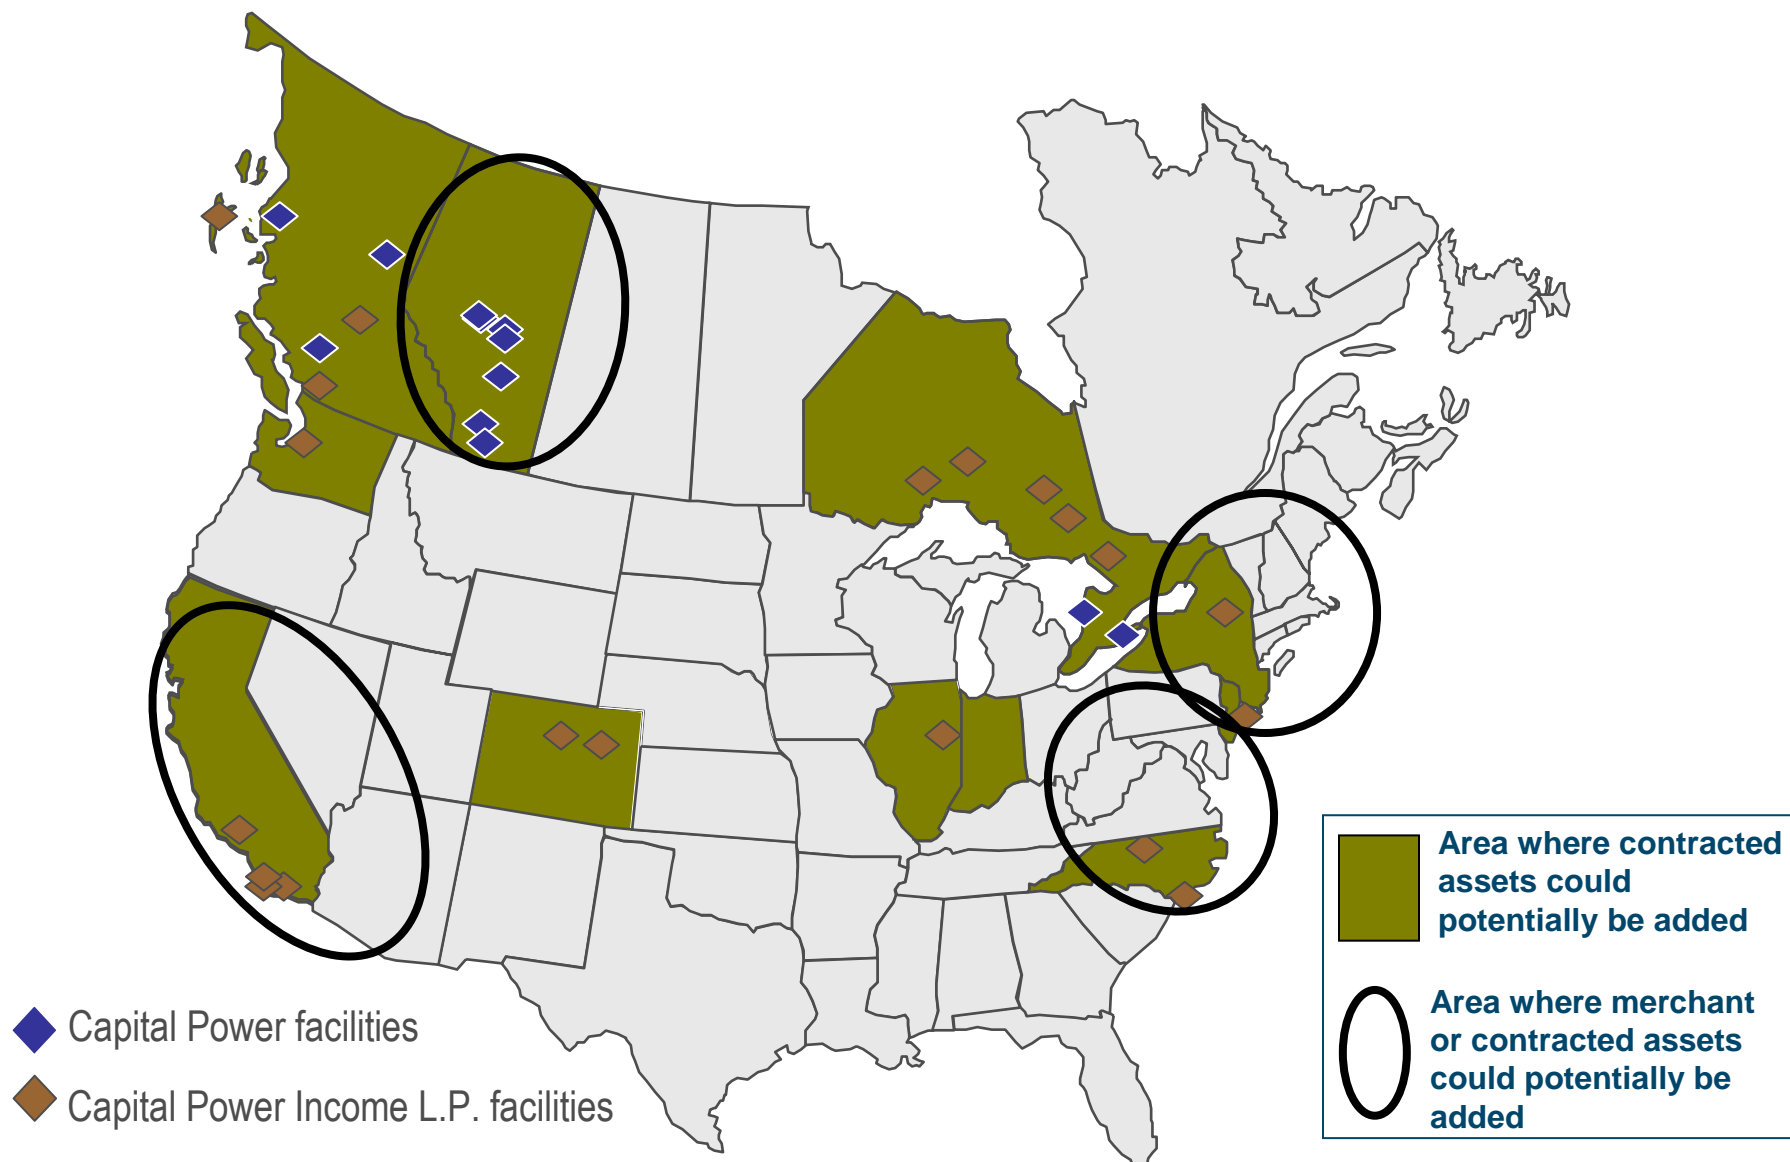 Area where contracted
assets could
potentially be added
Area where merchant
or contracted assets
could potentially be
added
Capital Power facilities
Capital Power Income L.P. facilities